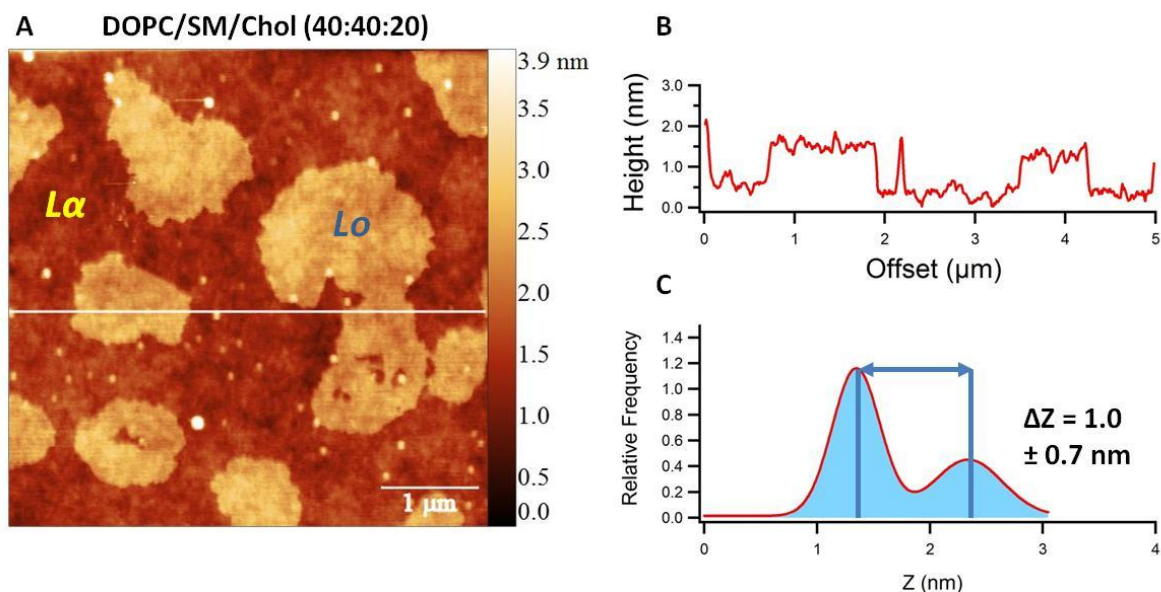 A
DOPC/SM/Chol (40:40:20)
3.9 nm
3.5
3.0
2.5
2.0
1.5
1.0
0.5
0.0
Lα
Lo
1 μm
B
Height (nm)
3.0
2.0
1.0
0.0
0 1 2 3 4 5
Offset (μm)
C
Relative Frequency
1.4
1.2
1.0
0.8
0.6
0.4
0.2
0.0
ΔZ = 1.0
± 0.7 nm
0 1 2 3 4
Z (nm)